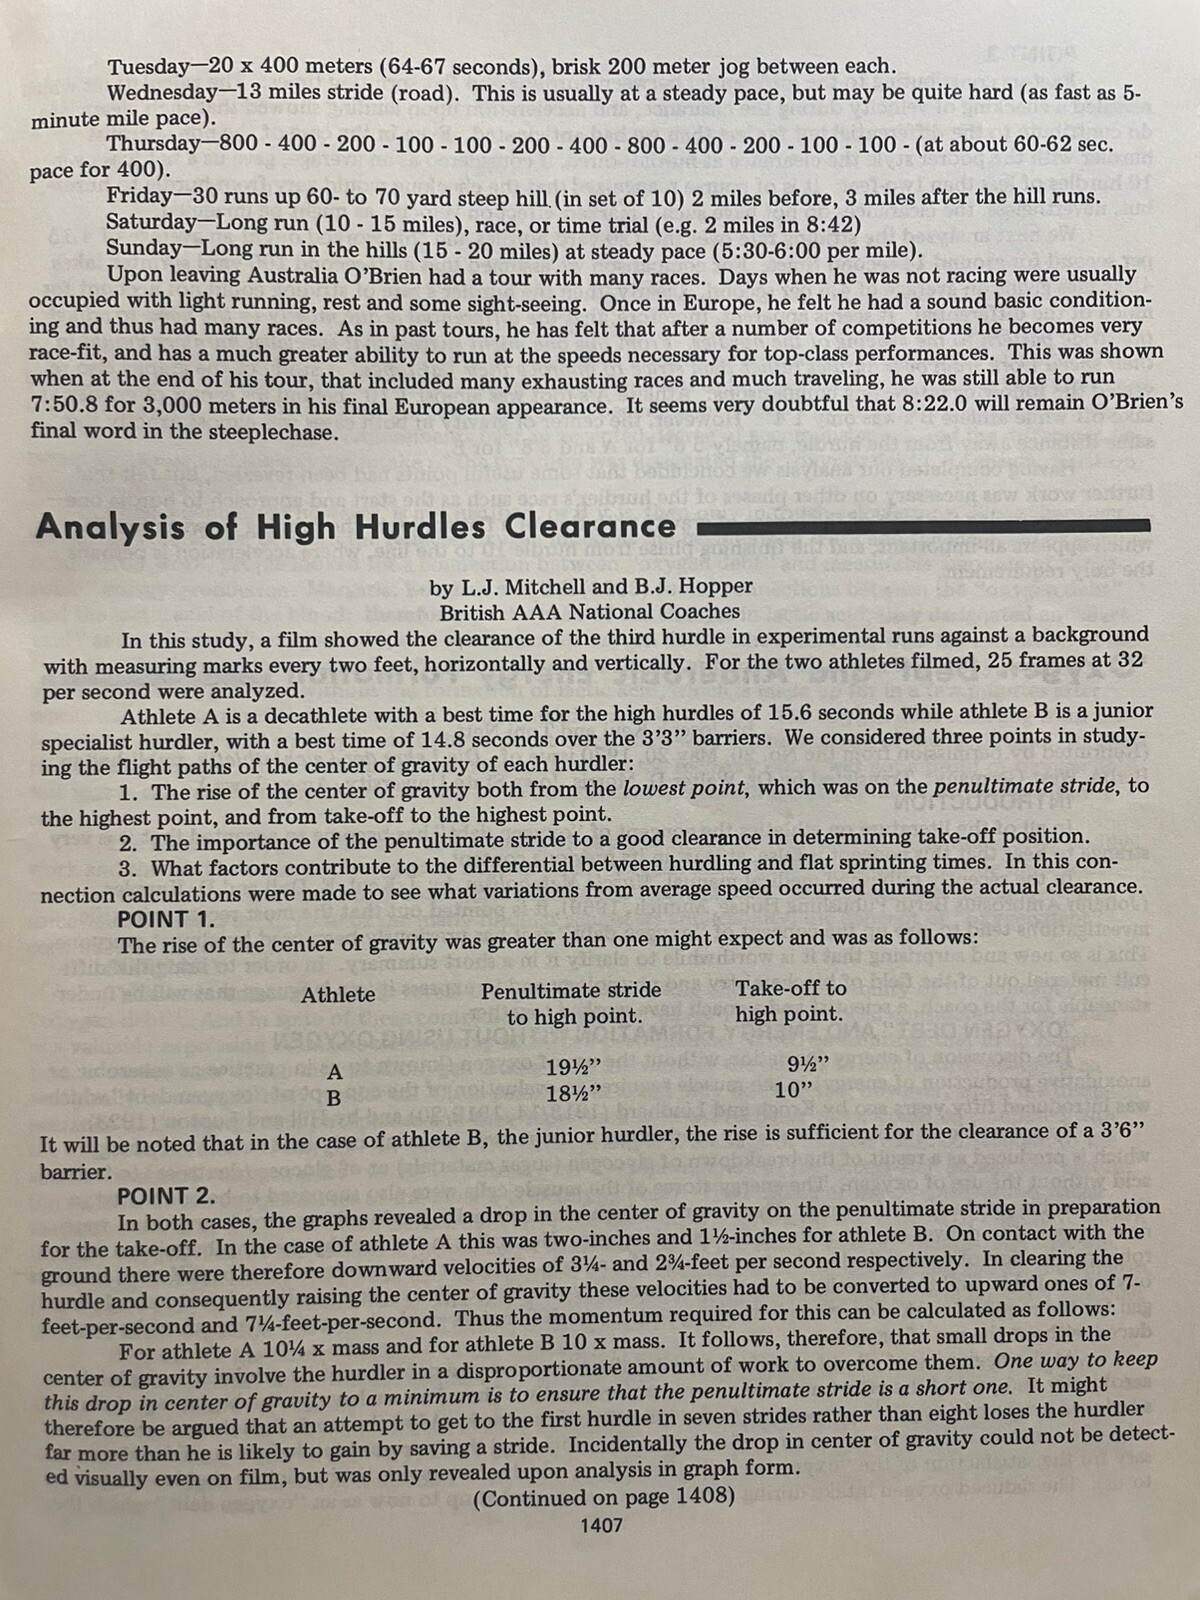 Tuesday—20 x 400 meters (64-67 seconds), brisk 200 meter jog between each.
Wednesday—13 miles stride (road). This is usually at a steady pace, but may be quite hard (as fast as 5-
minute mile pace).
Thursday—800 - 400 - 200 - 100 - 100 - 200 - 400 - 800 - 400 - 200 - 100 - 100 - (at about 60-62 sec.
pace for 400).
Friday—30 runs up 60- to 70 yard steep hill (in set of 10) 2 miles before, 3 miles after the hill runs.
Saturday—Long run (10 - 15 miles), race, or time trial (e.g. 2 miles in 8:42)
Sunday—Long run in the hills (15 - 20 miles) at steady pace (5:30-6:00 per mile).
Upon leaving Australia O'Brien had a tour with many races. Days when he was not racing were usually
occupied with light running, rest and some sight-seeing. Once in Europe, he felt he had a sound basic condition-
ing and thus had many races. As in past tours, he has felt that after a number of competitions he becomes very
race-fit, and has a much greater ability to run at the speeds necessary for top-class performances. This was shown
when at the end of his tour, that included many exhausting races and much traveling, he was still able to run
7:50.8 for 3,000 meters in his final European appearance. It seems very doubtful that 8:22.0 will remain O'Brien's
final word in the steeplechase.
Analysis of High Hurdles Clearance
by L.J. Mitchell and B.J. Hopper
British AAA National Coaches
In this study, a film showed the clearance of the third hurdle in experimental runs against a background
with measuring marks every two feet, horizontally and vertically. For the two athletes filmed, 25 frames at 32
per second were analyzed.
Athlete A is a decathlete with a best time for the high hurdles of 15.6 seconds while athlete B is a junior
specialist hurdler, with a best time of 14.8 seconds over the 3'3" barriers. We considered three points in study-
ing the flight paths of the center of gravity of each hurdler:
1. The rise of the center of gravity both from the lowest point, which was on the penultimate stride, to
the highest point, and from take-off to the highest point.
2. The importance of the penultimate stride to a good clearance in determining take-off position.
3. What factors contribute to the differential between hurdling and flat sprinting times. In this con-
nection calculations were made to see what variations from average speed occurred during the actual clearance.
POINT 1.
The rise of the center of gravity was greater than one might expect and was as follows:
Athlete Penultimate stride Take-off to
to high point. high point.
A 19½" 9½"
B 18½" 10"
It will be noted that in the case of athlete B, the junior hurdler, the rise is sufficient for the clearance of a 3'6"
barrier.
POINT 2.
In both cases, the graphs revealed a drop in the center of gravity on the penultimate stride in preparation
for the take-off. In the case of athlete A this was two-inches and 1½-inches for athlete B. On contact with the
ground there were therefore downward velocities of 3¼- and 2¾-feet per second respectively. In clearing the
hurdle and consequently raising the center of gravity these velocities had to be converted to upward ones of 7-
feet-per-second and 7¼-feet-per-second. Thus the momentum required for this can be calculated as follows:
For athlete A 10¼ x mass and for athlete B 10 x mass. It follows, therefore, that small drops in the
center of gravity involve the hurdler in a disproportionate amount of work to overcome them. One way to keep
this drop in center of gravity to a minimum is to ensure that the penultimate stride is a short one. It might
therefore be argued that an attempt to get to the first hurdle in seven strides rather than eight loses the hurdler
far more than he is likely to gain by saving a stride. Incidentally the drop in center of gravity could not be detect-
ed visually even on film, but was only revealed upon analysis in graph form.
(Continued on page 1408)
1407